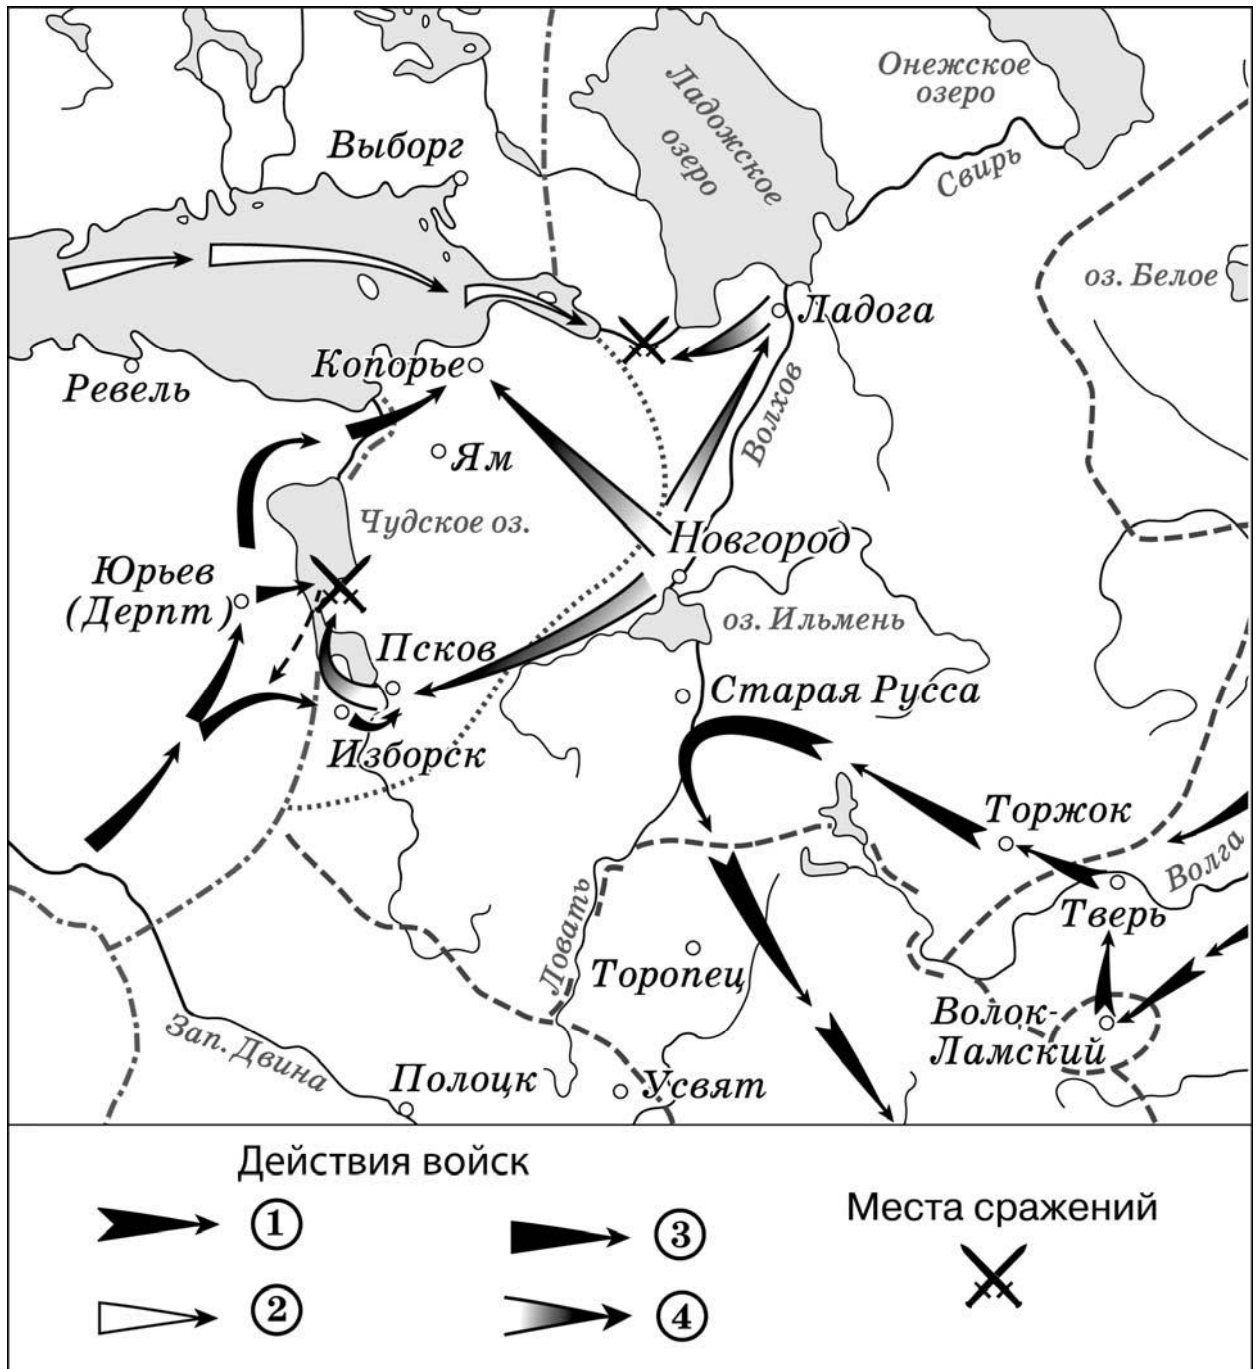 Онежское
озеро
Ладожское
озеро
Свирь
Выборг
оз. Белое
Ладога
Копорье
Ревель
Волхов
Ям
Чудское оз.
Новгород
Юрьев
(Дерпт)
оз. Ильмень
Псков
Старая Русса
Изборск
Торжок
Волга
Тверь
Ловать
Торопец
Волок-
Ламский
Зап. Двина
Полоцк
Усвят
Действия войск
1
3
Места сражений
2
4